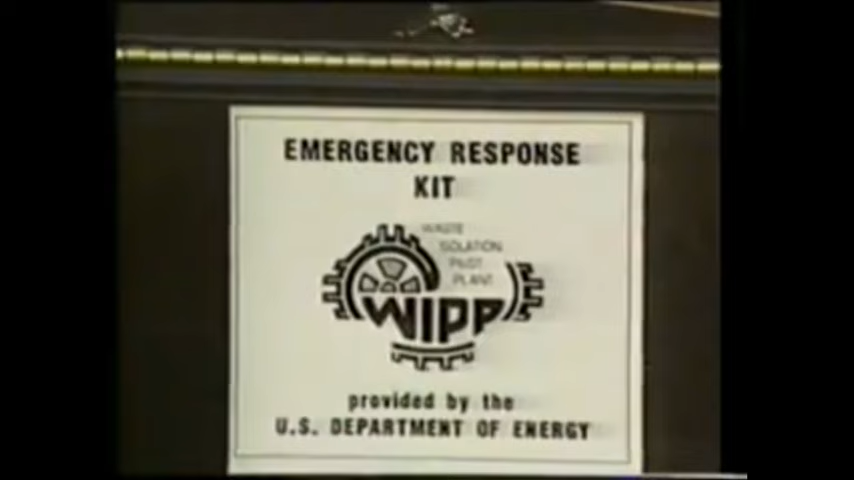 EMERGENCY RESPONSE
KIT
WASTE
ISOLATION
PILOT
PLANT
WIPP
provided by the
U.S. DEPARTMENT OF ENERGY